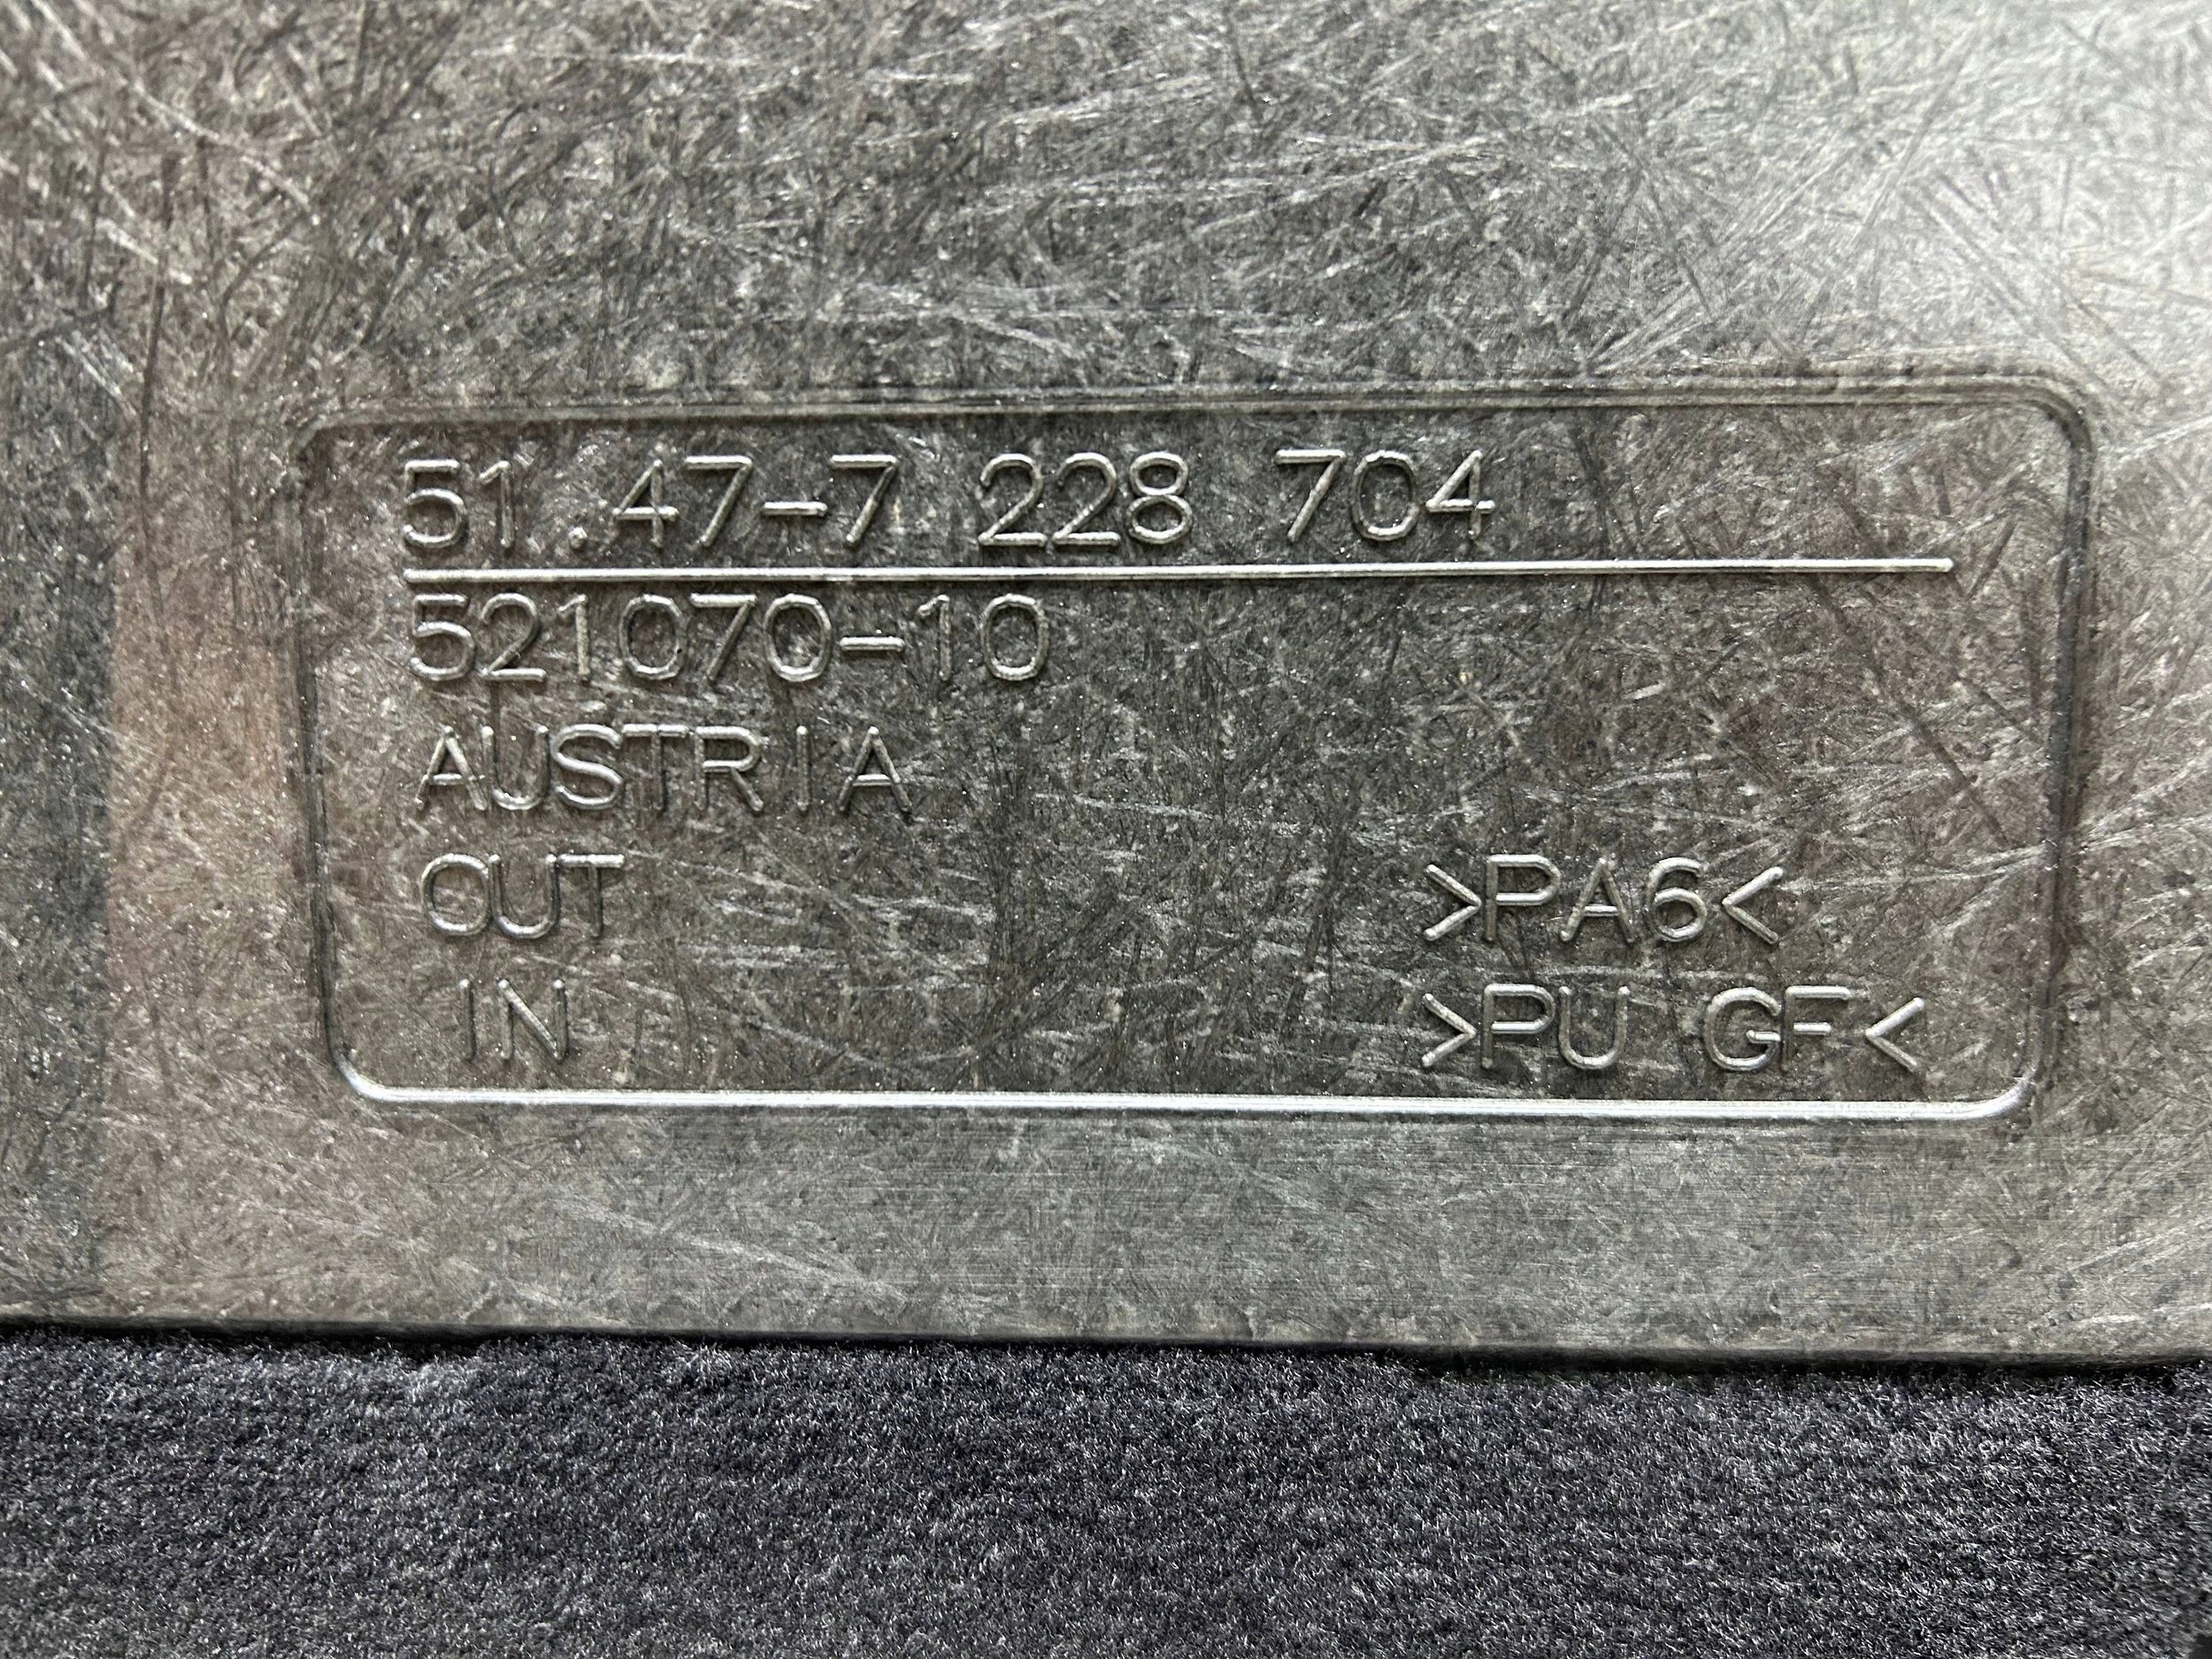 51.47-7 228 704
521070-10
AUSTRIA
OUT >PA6<
IN >PU GF<